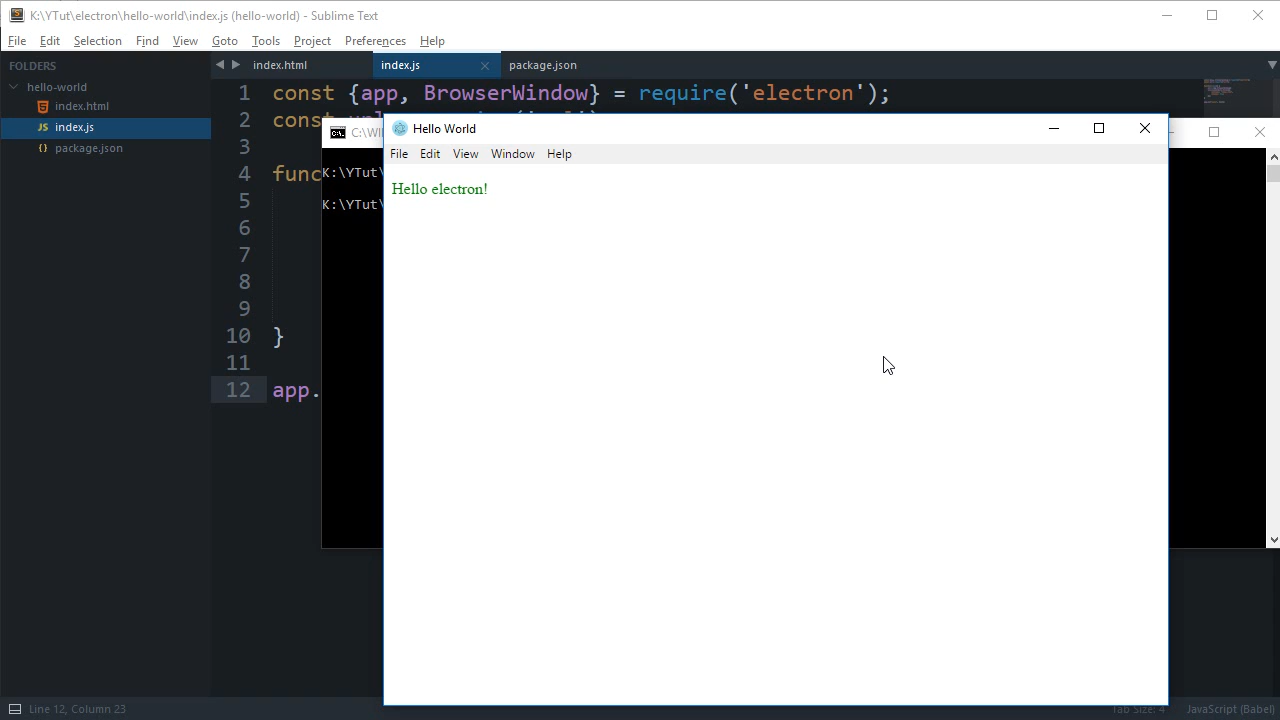 K:\YTut\electron\hello-world\index.js (hello-world) - Sublime Text
File Edit Selection Find View Goto Tools Project Preferences Help
FOLDERS
hello-world
index.html
index.js
package.json
index.html index.js package.json
1 const {app, BrowserWindow} = require('electron');
2 const
3
4 func
5
6
7
8
9
10 }
11
12 app.
C:\WI
K:\YTut\
K:\YTut\
Hello World
File Edit View Window Help
Hello electron!
Line 12, Column 23
Tab Size: 4 JavaScript (Babel)